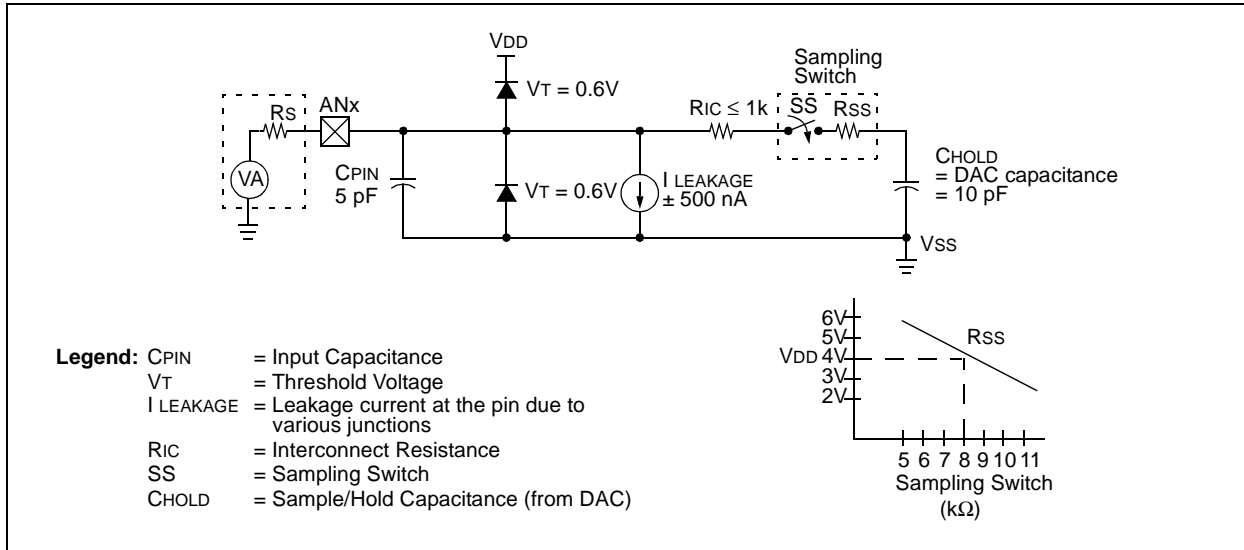 VDD
Sampling
Switch
VT = 0.6V
RS
ANx
RIC ≤ 1k
SS
RSS
VA
CPIN
5 pF
VT = 0.6V
I LEAKAGE
± 500 nA
CHOLD
= DAC capacitance
= 10 pF
VSS
6V
5V
VDD 4V
3V
2V
RSS
5 6 7 8 9 10 11
Sampling Switch
(kΩ)
Legend: CPIN = Input Capacitance
VT = Threshold Voltage
I LEAKAGE = Leakage current at the pin due to
various junctions
RIC = Interconnect Resistance
SS = Sampling Switch
CHOLD = Sample/Hold Capacitance (from DAC)